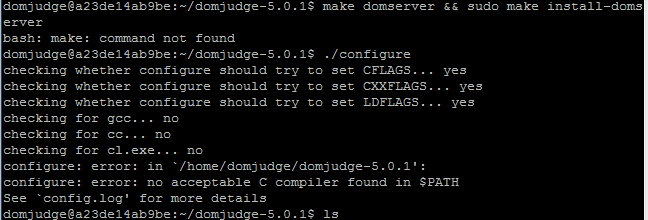 domjudge@a23de14ab9be:~/domjudge-5.0.1$ make domserver && sudo make install-doms
erver
bash: make: command not found
domjudge@a23de14ab9be:~/domjudge-5.0.1$ ./configure
checking whether configure should try to set CFLAGS... yes
checking whether configure should try to set CXXFLAGS... yes
checking whether configure should try to set LDFLAGS... yes
checking for gcc... no
checking for cc... no
checking for cl.exe... no
configure: error: in `/home/domjudge/domjudge-5.0.1':
configure: error: no acceptable C compiler found in $PATH
See `config.log' for more details
domjudge@a23de14ab9be:~/domjudge-5.0.1$ ls